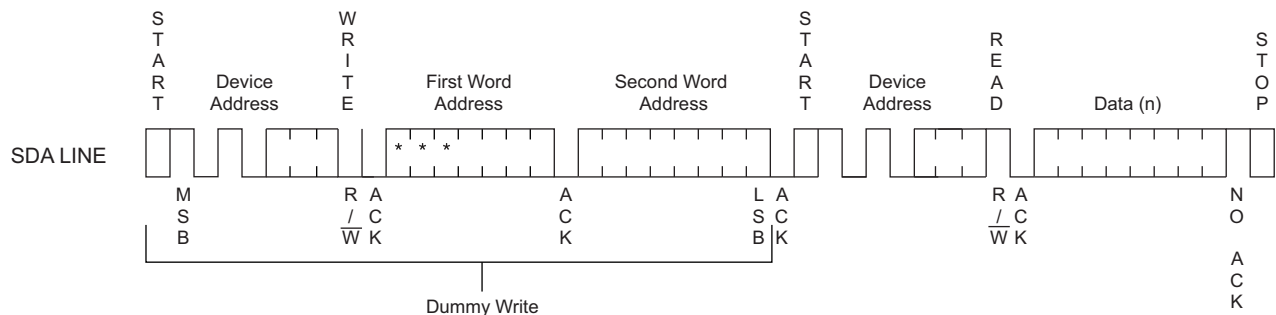 START
WRITE
START
READ
STOP
Device
Address
First Word
Address
Second Word
Address
Device
Address
Data (n)
SDA LINE
* * *
MSB
R/W
ACK
ACK
LSB
ACK
R/W
ACK
NO ACK
Dummy Write